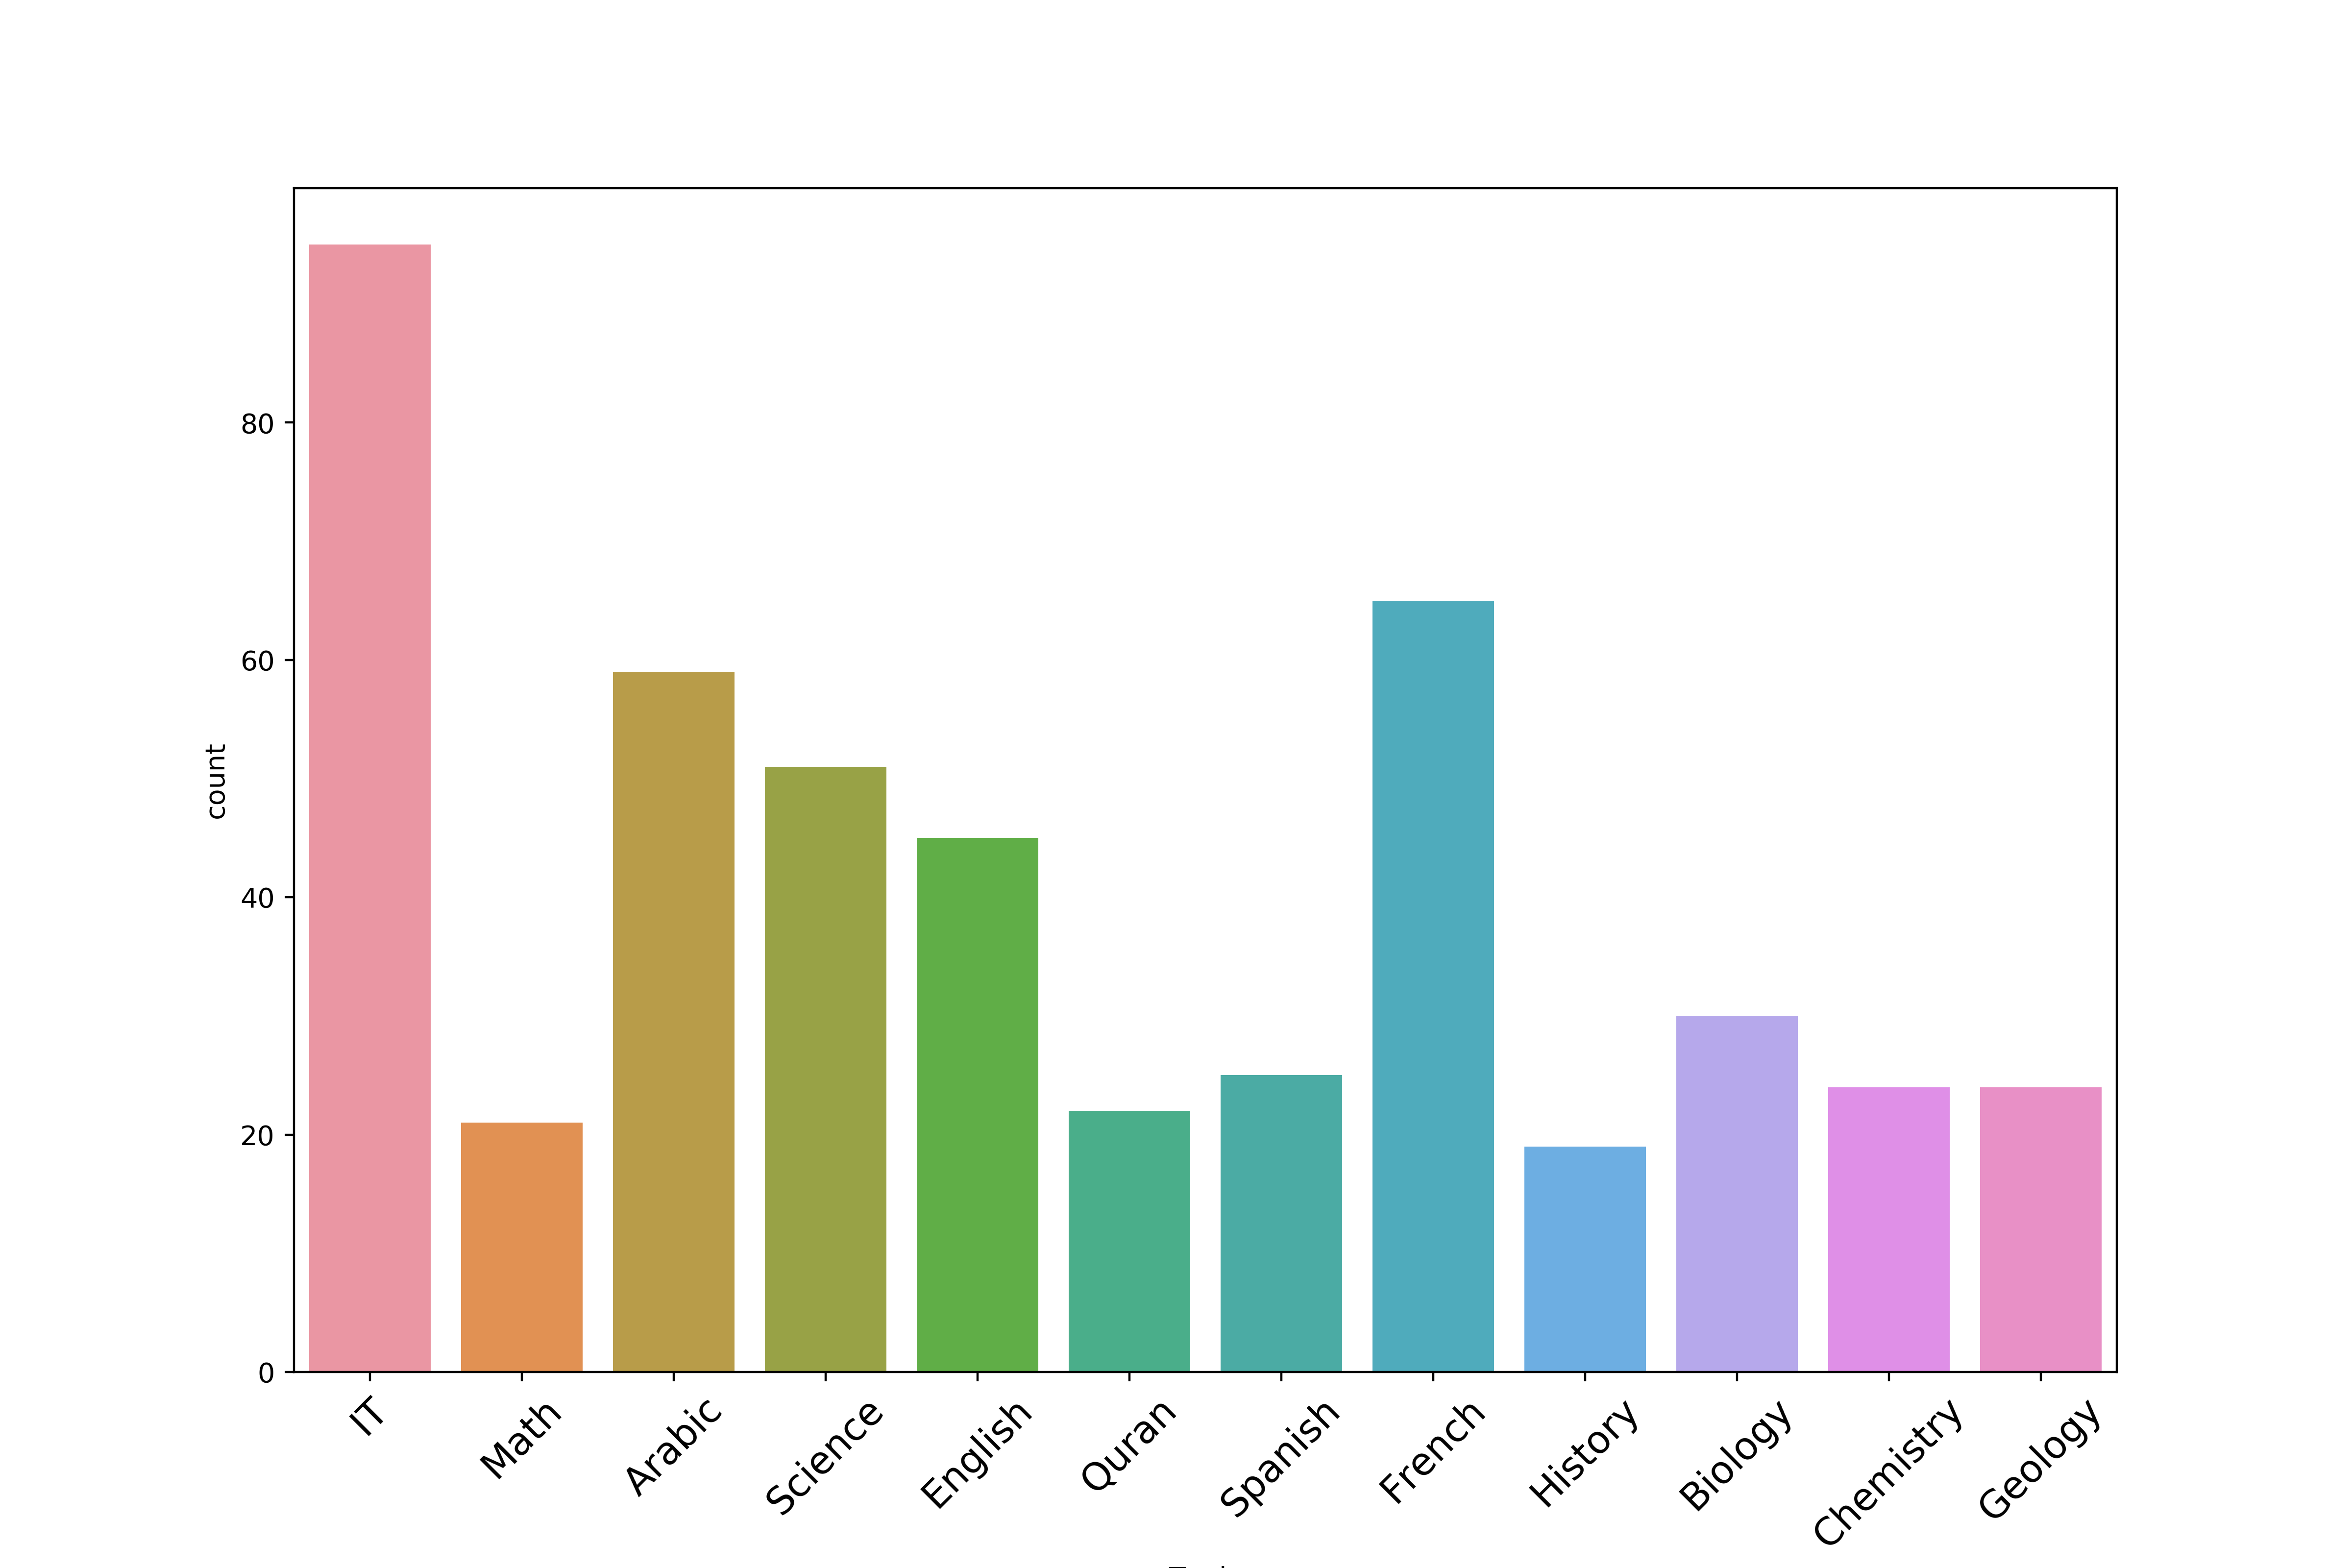 count
80
60
40
20
0
IT
Math
Arabic
Science
English
Quran
Spanish
French
History
Biology
Chemistry
Geology